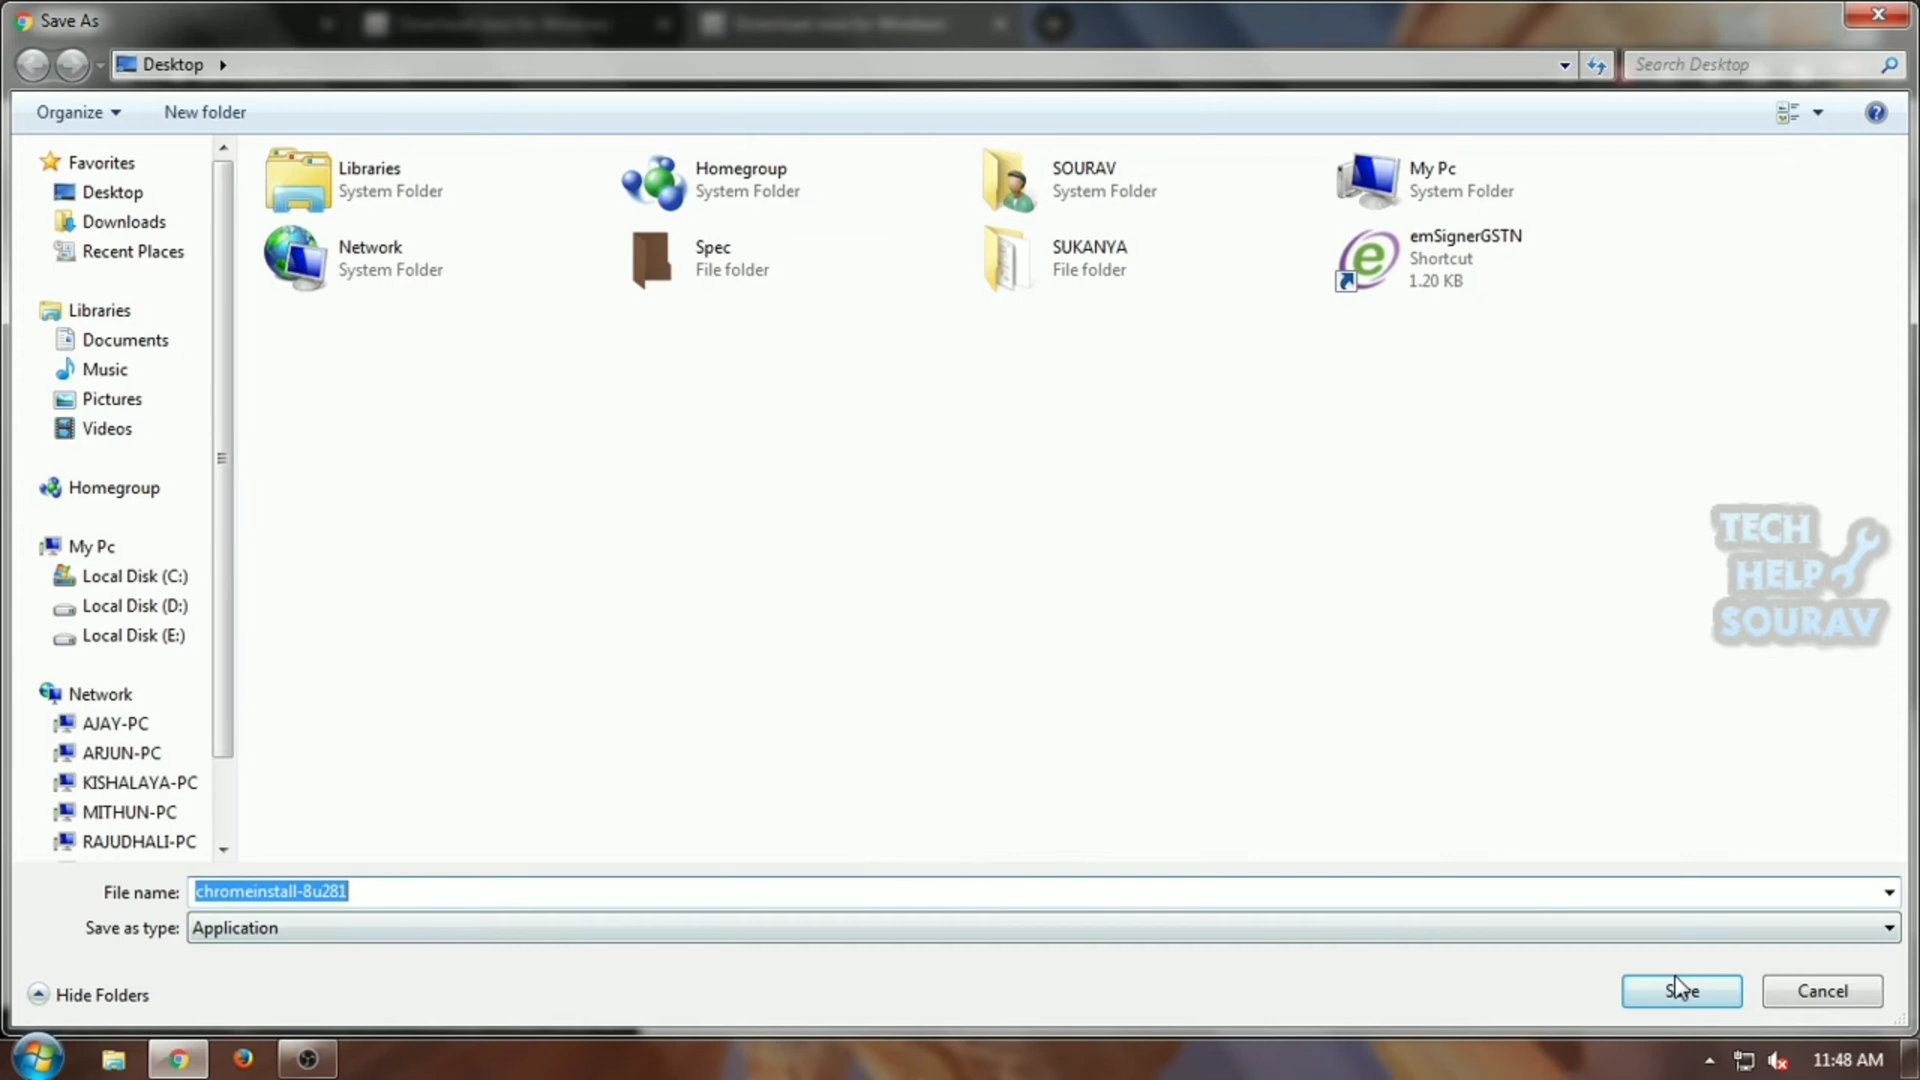 Save As
Desktop
Search Desktop
Organize
New folder
Favorites
Desktop
Downloads
Recent Places
Libraries
Documents
Music
Pictures
Videos
Homegroup
My Pc
Local Disk (C:)
Local Disk (D:)
Local Disk (E:)
Network
AJAY-PC
ARJUN-PC
KISHALAYA-PC
MITHUN-PC
RAJUDHALI-PC
Libraries
System Folder
Homegroup
System Folder
SOURAV
System Folder
My Pc
System Folder
Network
System Folder
Spec
File folder
SUKANYA
File folder
emSignerGSTN
Shortcut
1.20 KB
TECH
HELP
SOURAV
File name: chromeinstall-8u281
Save as type: Application
Hide Folders
Save
Cancel
11:48 AM